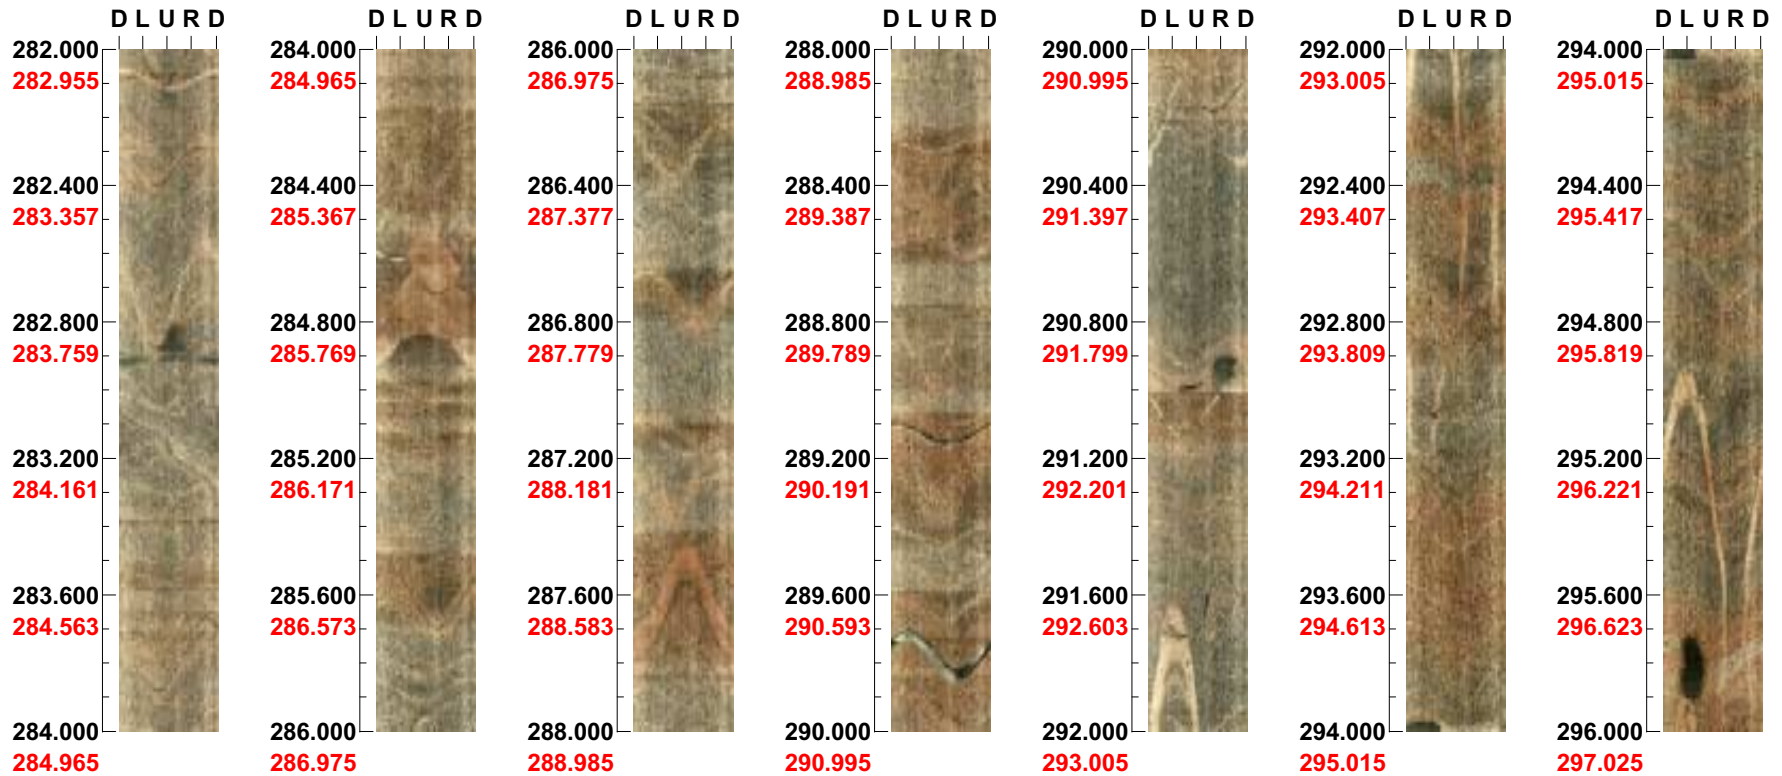 D L U R D D L U R D D L U R D D L U R D D L U R D D L U R D D L U R D
282.000 284.000 286.000 288.000 290.000 292.000 294.000
282.955 284.965 286.975 288.985 290.995 293.005 295.015
282.400 284.400 286.400 288.400 290.400 292.400 294.400
283.357 285.367 287.377 289.387 291.397 293.407 295.417
282.800 284.800 286.800 288.800 290.800 292.800 294.800
283.759 285.769 287.779 289.789 291.799 293.809 295.819
283.200 285.200 287.200 289.200 291.200 293.200 295.200
284.161 286.171 288.181 290.191 292.201 294.211 296.221
283.600 285.600 287.600 289.600 291.600 293.600 295.600
284.563 286.573 288.583 290.593 292.603 294.613 296.623
284.000 286.000 288.000 290.000 292.000 294.000 296.000
284.965 286.975 288.985 290.995 293.005 295.015 297.025